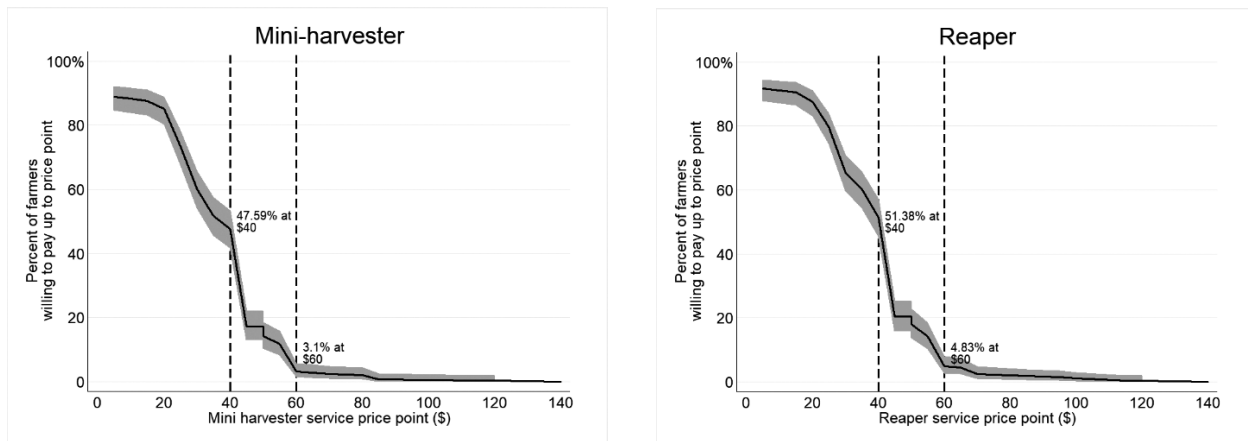 Mini-harvester
Percent of farmers
willing to pay up to price point
100%
80
60
40
20
0
47.59% at
$40
3.1% at
$60
0 20 40 60 80 100 120 140
Mini harvester service price point ($)
Reaper
Percent of farmers
willing to pay up to price point
100%
80
60
40
20
0
51.38% at
$40
4.83% at
$60
0 20 40 60 80 100 120 140
Reaper service price point ($)